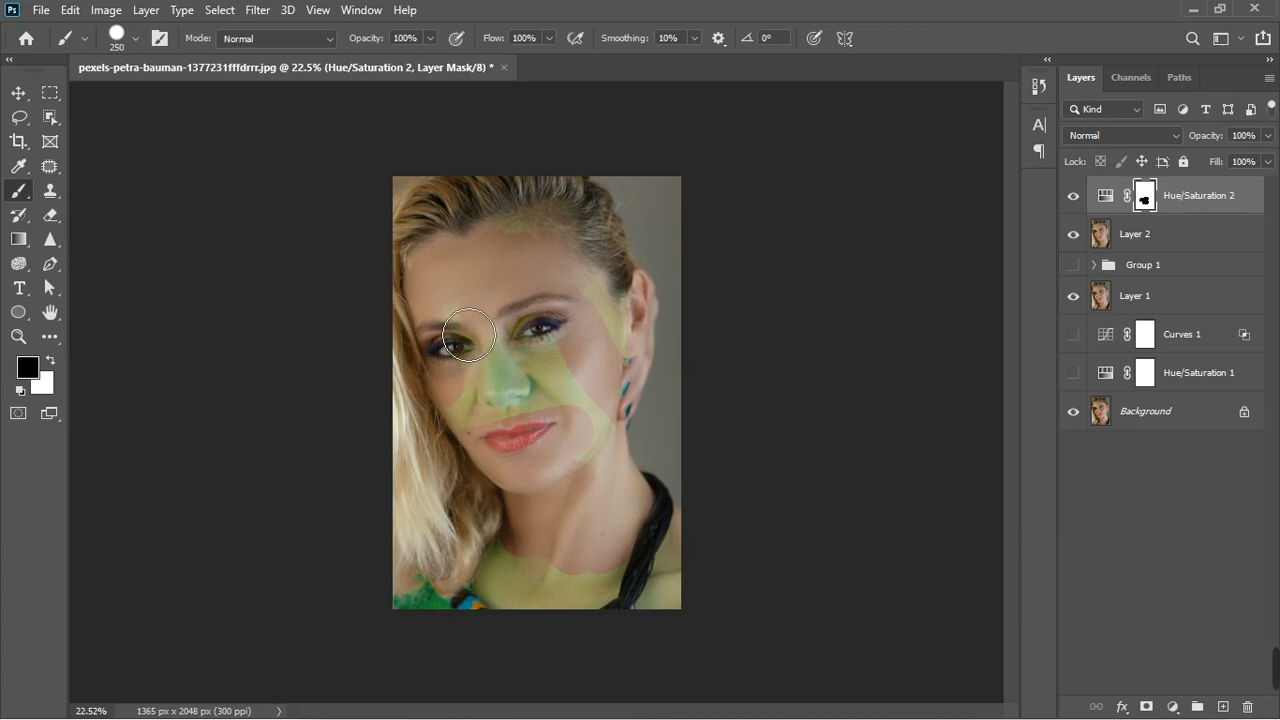 Ps File Edit Image Layer Type Select Filter 3D View Window Help
250 Mode: Normal Opacity: 100% Flow: 100% Smoothing: 10% 0°
pexels-petra-bauman-1377231fffdrrr.jpg @ 22.5% (Hue/Saturation 2, Layer Mask/8) *
Layers Channels Paths
Kind
Normal Opacity: 100%
Lock: Fill: 100%
Hue/Saturation 2
Layer 2
Group 1
Layer 1
Curves 1
Hue/Saturation 1
Background
22.52% 1365 px x 2048 px (300 ppi)